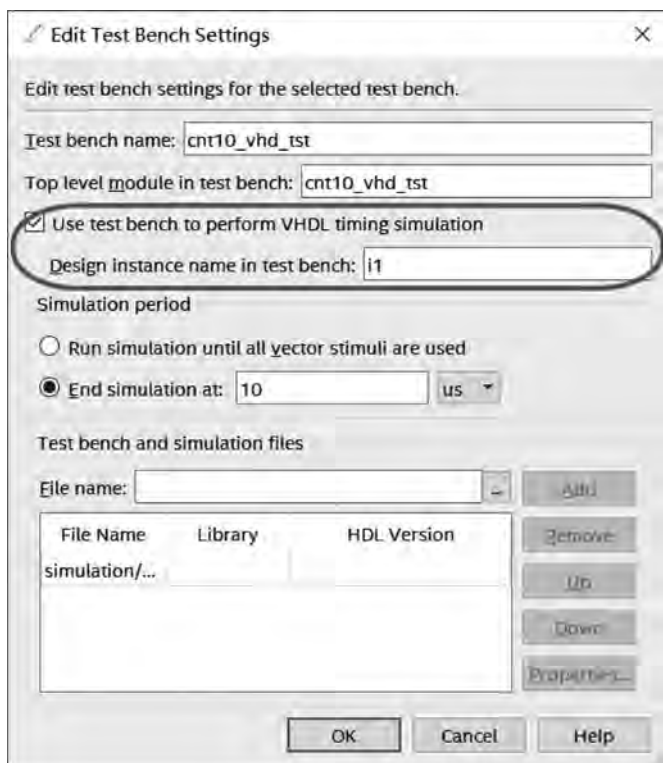 Edit Test Bench Settings
Edit test bench settings for the selected test bench.
Test bench name: cnt10_vhd_tst
Top level module in test bench: cnt10_vhd_tst
Use test bench to perform VHDL timing simulation
Design instance name in test bench: i1
Simulation period
Run simulation until all vector stimuli are used
End simulation at: 10 us
Test bench and simulation files
File name: ... Add
File Name Library HDL Version Remove
simulation/...
Up
Down
Properties...
OK Cancel Help